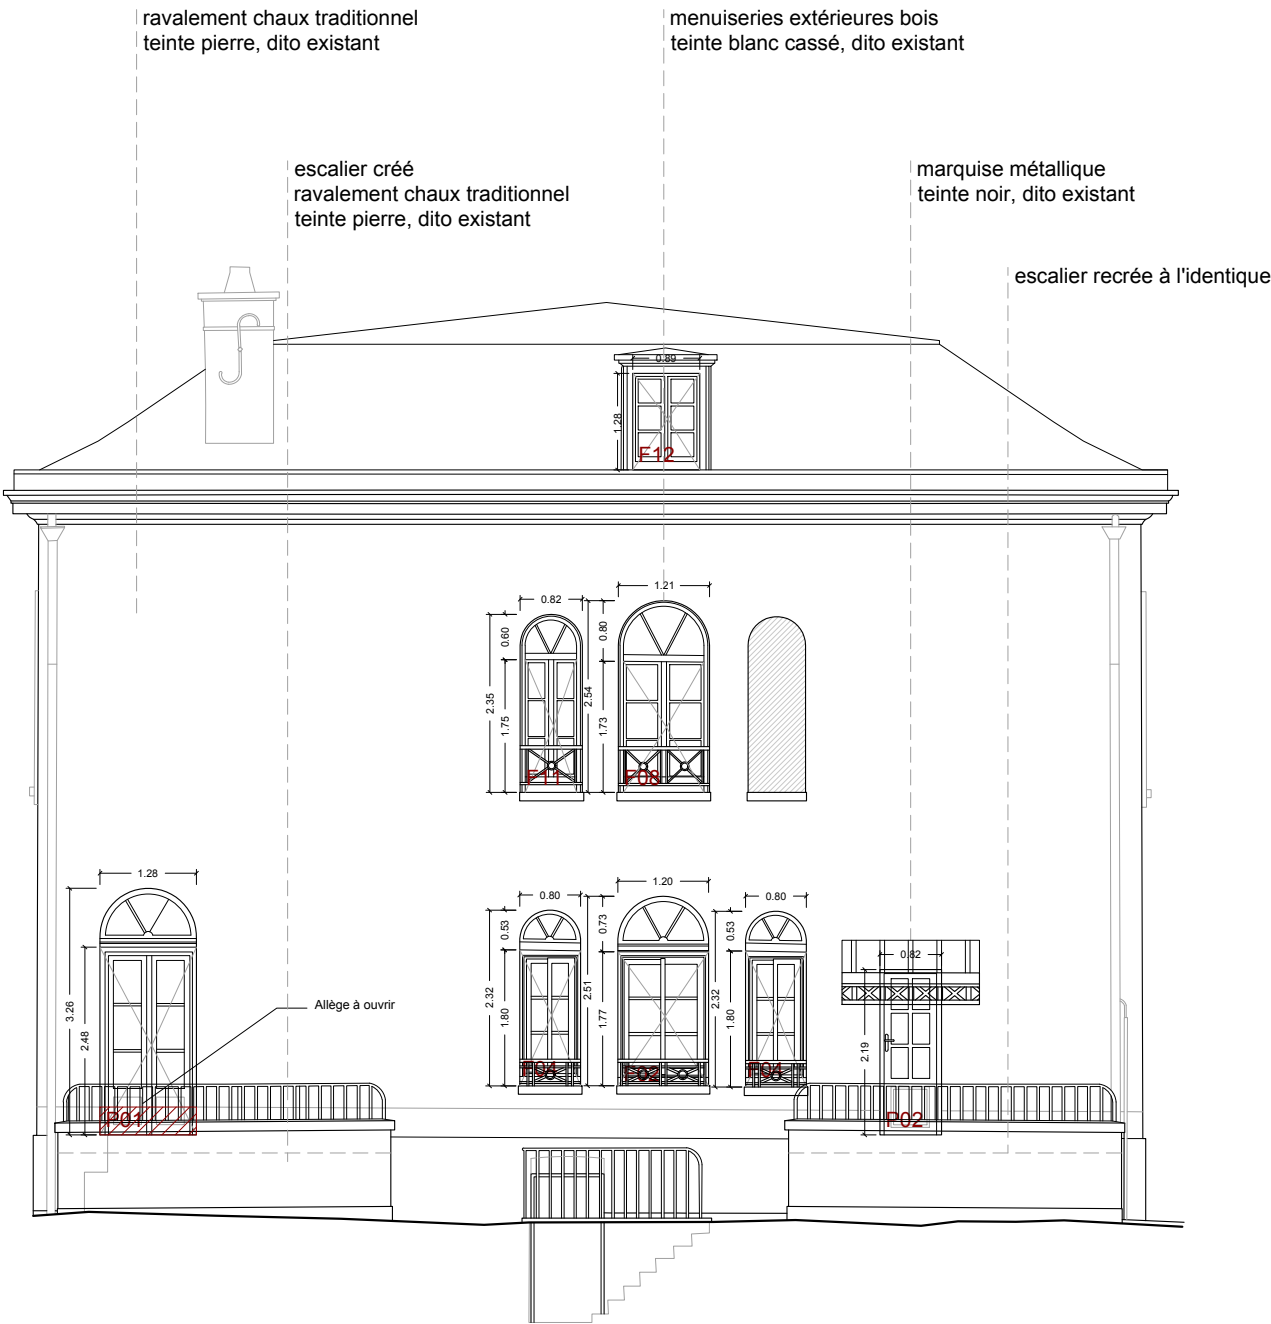 ravalement chaux traditionnel
teinte pierre, dito existant
menuiseries extérieures bois
teinte blanc cassé, dito existant
escalier créé
ravalement chaux traditionnel
teinte pierre, dito existant
marquise métallique
teinte noir, dito existant
escalier recrée à l'identique
0.89
1.28
F12
0.82
1.21
0.60
0.80
2.35
1.75
2.54
1.73
F11
F08
1.28
3.26
2.48
Allège à ouvrir
P01
0.80
1.20
0.80
0.53
0.73
0.53
2.32
1.80
2.51
1.77
2.32
1.80
F04
F02
F04
0.82
2.19
P02